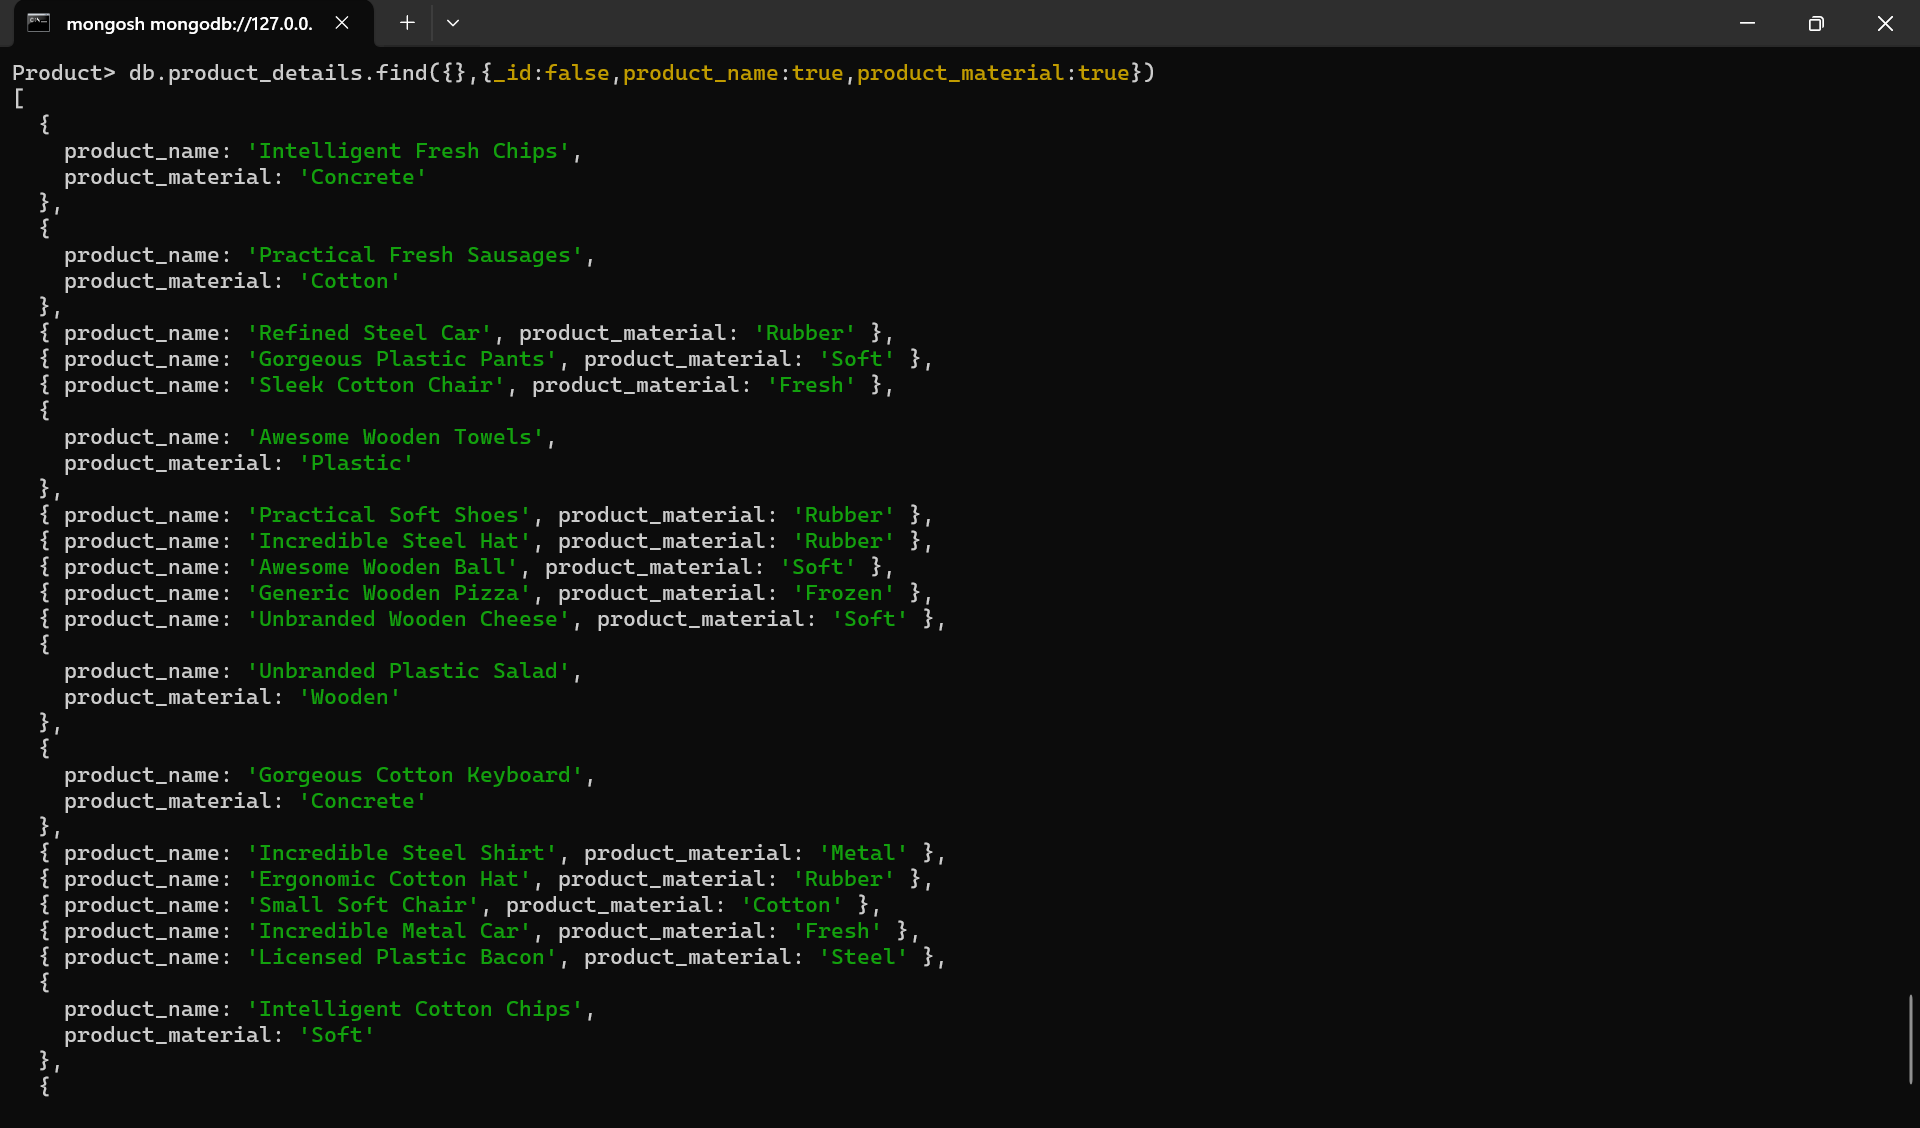 mongosh mongodb://127.0.0.
Product> db.product_details.find({},{_id:false,product_name:true,product_material:true})
[
  {
    product_name: 'Intelligent Fresh Chips',
    product_material: 'Concrete'
  },
  {
    product_name: 'Practical Fresh Sausages',
    product_material: 'Cotton'
  },
  { product_name: 'Refined Steel Car', product_material: 'Rubber' },
  { product_name: 'Gorgeous Plastic Pants', product_material: 'Soft' },
  { product_name: 'Sleek Cotton Chair', product_material: 'Fresh' },
  {
    product_name: 'Awesome Wooden Towels',
    product_material: 'Plastic'
  },
  { product_name: 'Practical Soft Shoes', product_material: 'Rubber' },
  { product_name: 'Incredible Steel Hat', product_material: 'Rubber' },
  { product_name: 'Awesome Wooden Ball', product_material: 'Soft' },
  { product_name: 'Generic Wooden Pizza', product_material: 'Frozen' },
  { product_name: 'Unbranded Wooden Cheese', product_material: 'Soft' },
  {
    product_name: 'Unbranded Plastic Salad',
    product_material: 'Wooden'
  },
  {
    product_name: 'Gorgeous Cotton Keyboard',
    product_material: 'Concrete'
  },
  { product_name: 'Incredible Steel Shirt', product_material: 'Metal' },
  { product_name: 'Ergonomic Cotton Hat', product_material: 'Rubber' },
  { product_name: 'Small Soft Chair', product_material: 'Cotton' },
  { product_name: 'Incredible Metal Car', product_material: 'Fresh' },
  { product_name: 'Licensed Plastic Bacon', product_material: 'Steel' },
  {
    product_name: 'Intelligent Cotton Chips',
    product_material: 'Soft'
  },
  {